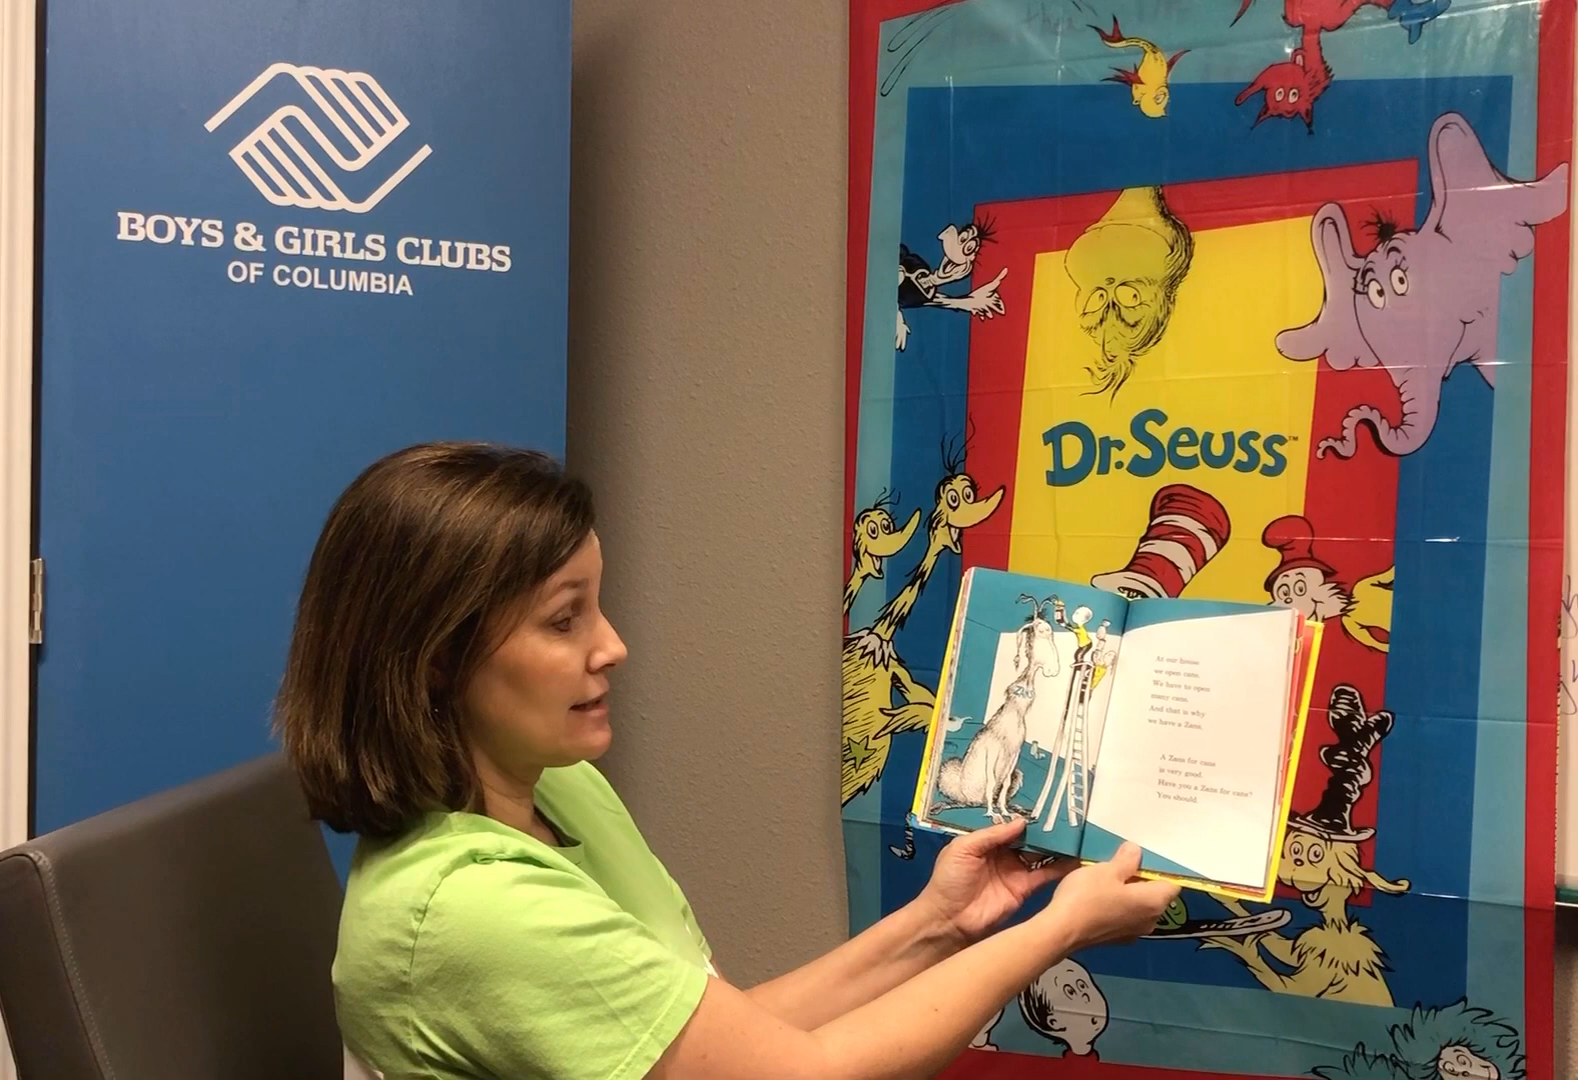 BOYS & GIRLS CLUBS
OF COLUMBIA
Dr. Seuss™
ZANS
At our house
we open cans.
We have to open
many cans.
And that is why
we have a Zans.
A Zans for cans
is very good.
Have you a Zans for cans?
You should.